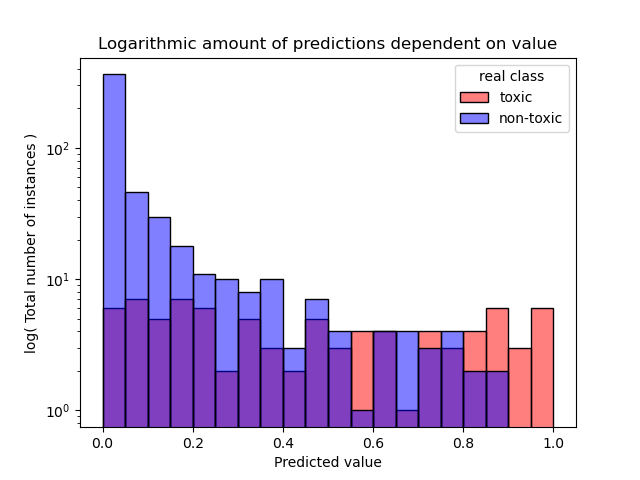 Logarithmic amount of predictions dependent on value
real class
toxic
non-toxic
10²
10¹
10⁰
log( Total number of instances )
0.0 0.2 0.4 0.6 0.8 1.0
Predicted value